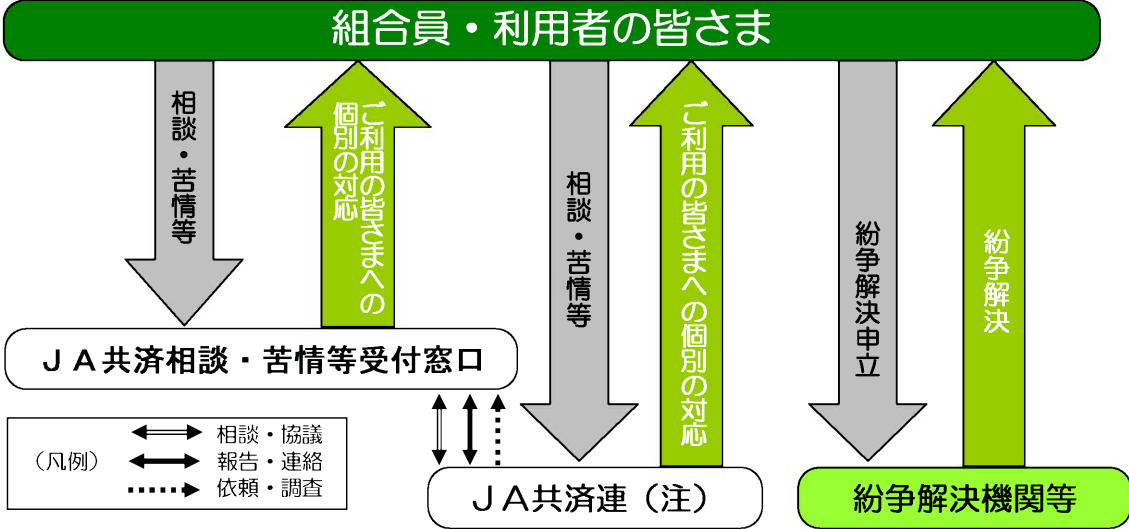 組合員・利用者の皆さま
相談・苦情等
ご利用の皆さまへの
個別の対応
相談・苦情等
ご利用の皆さまへの個別の対応
紛争解決申立
紛争解決
ＪＡ共済相談・苦情等受付窓口
（凡例）
相談・協議
報告・連絡
依頼・調査
ＪＡ共済連（注）
紛争解決機関等